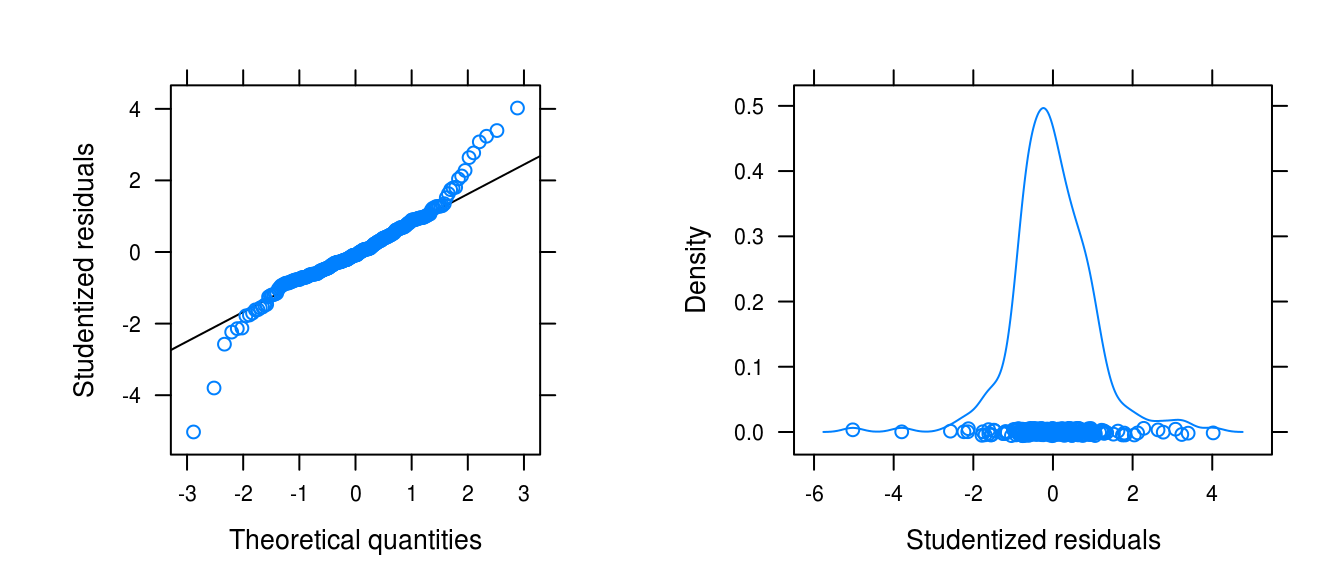 Studentized residuals
4
2
0
-2
-4
-3 -2 -1 0 1 2 3
Theoretical quantities
Density
0.5
0.4
0.3
0.2
0.1
0.0
-6 -4 -2 0 2 4
Studentized residuals